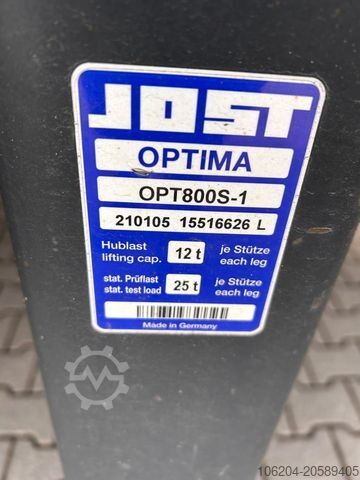 JOST
OPTIMA
OPT800S-1
210105 15516626 L
Hublast 12 t je Stütze
lifting cap. each leg
stat. Prüflast 25 t je Stütze
stat. test load each leg
Made in Germany
106204-20589405